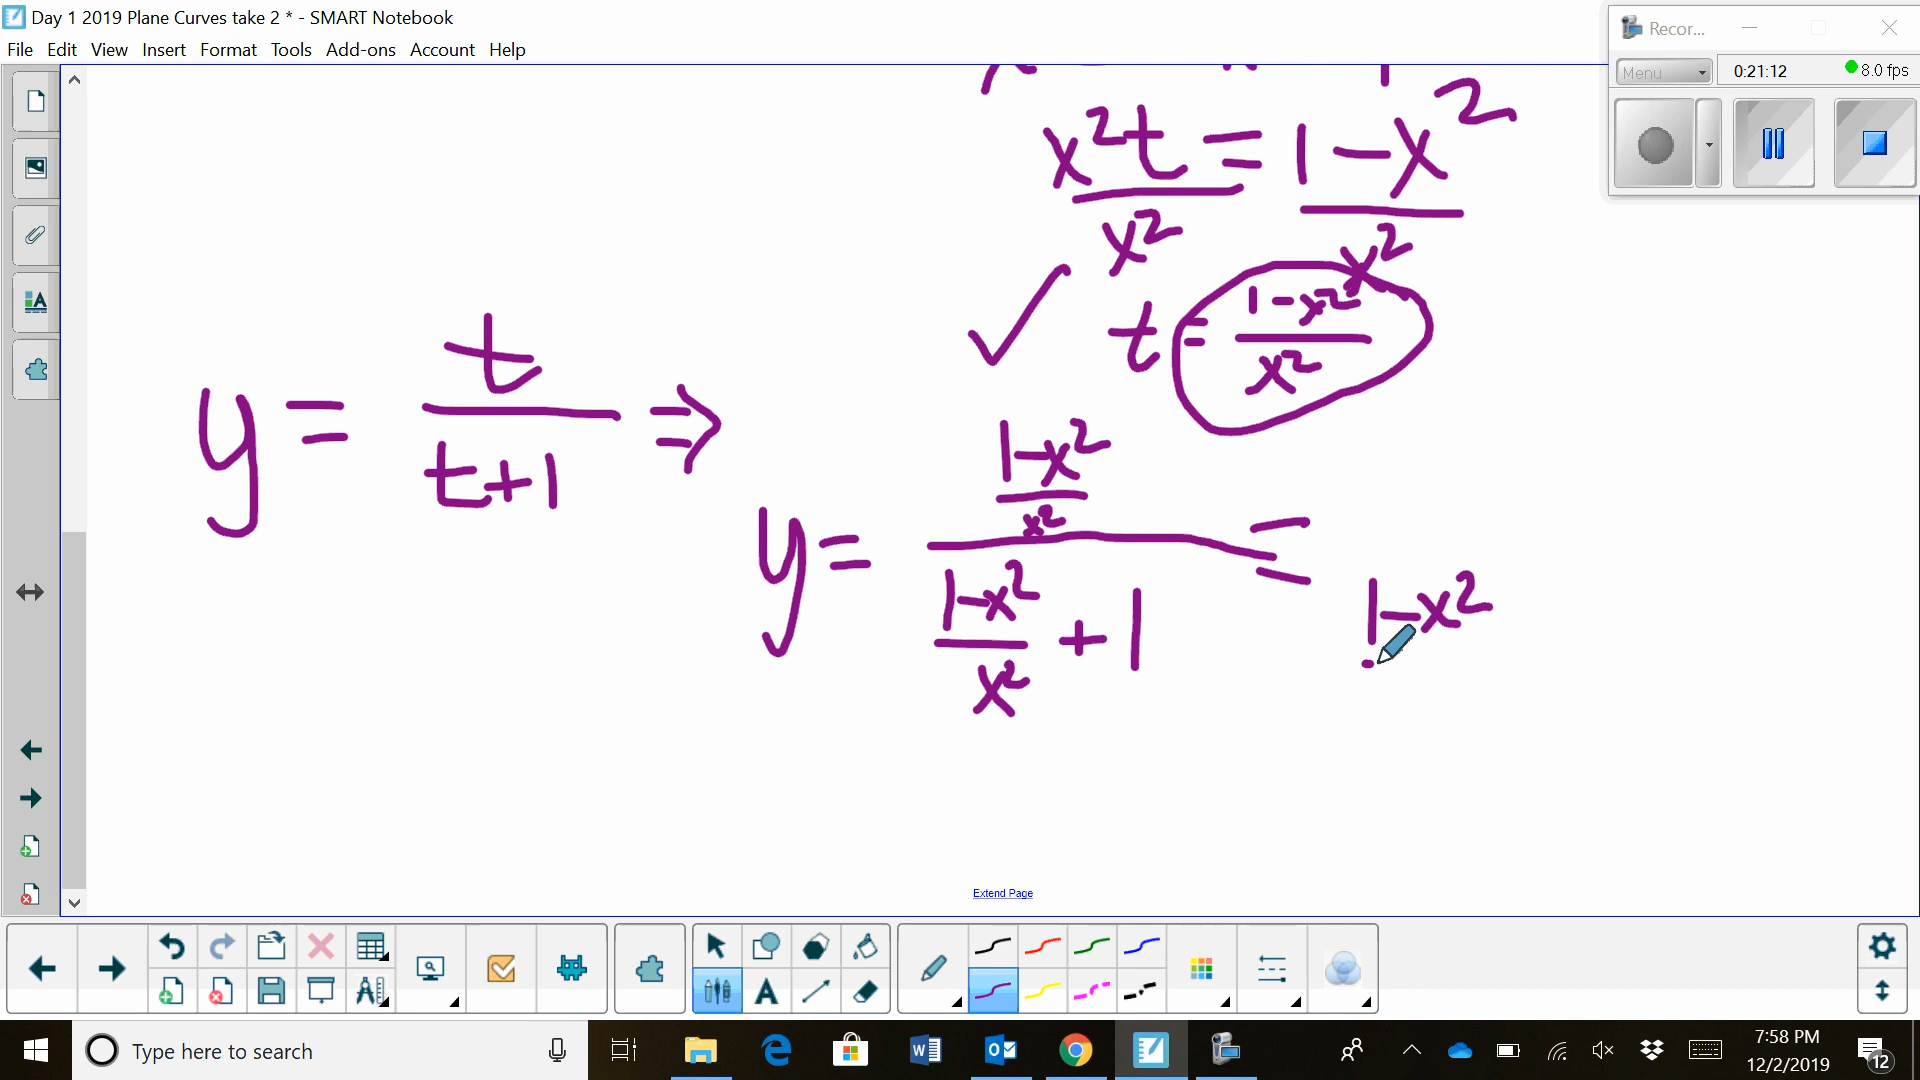 Day 1 2019 Plane Curves take 2 * - SMART Notebook
File Edit View Insert Format Tools Add-ons Account Help
Recor...
Menu 0:21:12 8.0 fps
x²t = 1-x²
x² x²
t = 1-x²
x²
y = t ⇒
t+1
1-x²
x²
y = =
1-x² + 1
x²
1-x²
Extend Page
A
Type here to search
7:58 PM
12/2/2019
12